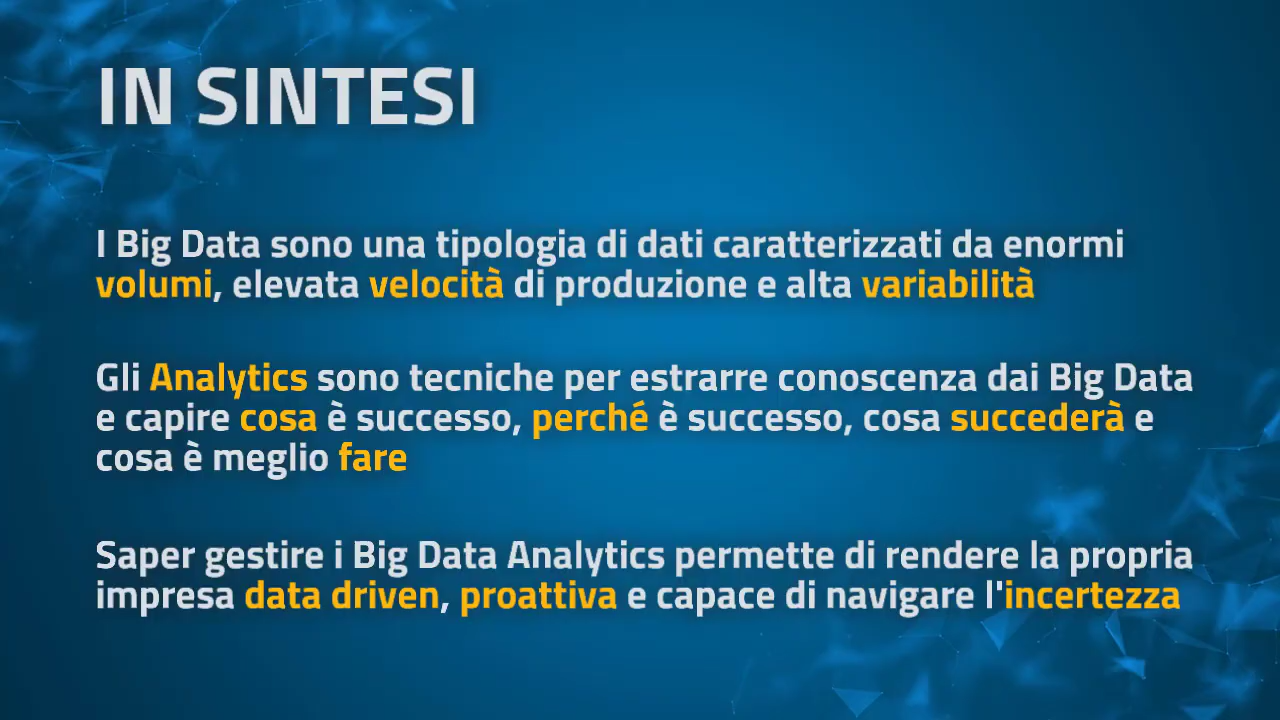 IN SINTESI
I Big Data sono una tipologia di dati caratterizzati da enormi
volumi, elevata velocità di produzione e alta variabilità
Gli Analytics sono tecniche per estrarre conoscenza dai Big Data
e capire cosa è successo, perché è successo, cosa succederà e
cosa è meglio fare
Saper gestire i Big Data Analytics permette di rendere la propria
impresa data driven, proattiva e capace di navigare l'incertezza